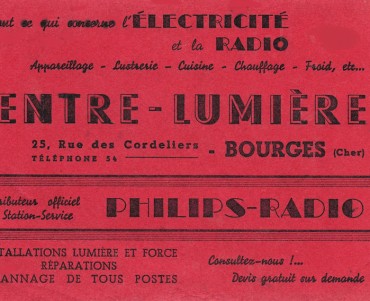 out ce qui concerne l'ÉLECTRICITÉ
et la RADIO
Appareillage - Lustrerie - Cuisine - Chauffage - Froid, etc...
ENTRE-LUMIÈRE
25, Rue des Cordeliers - BOURGES (Cher)
TÉLÉPHONE 54
tributeur officiel
Station-Service
PHILIPS-RADIO
TALLATIONS LUMIÈRE ET FORCE
RÉPARATIONS
ANNAGE DE TOUS POSTES
Consultez-nous !...
Devis gratuit sur demande